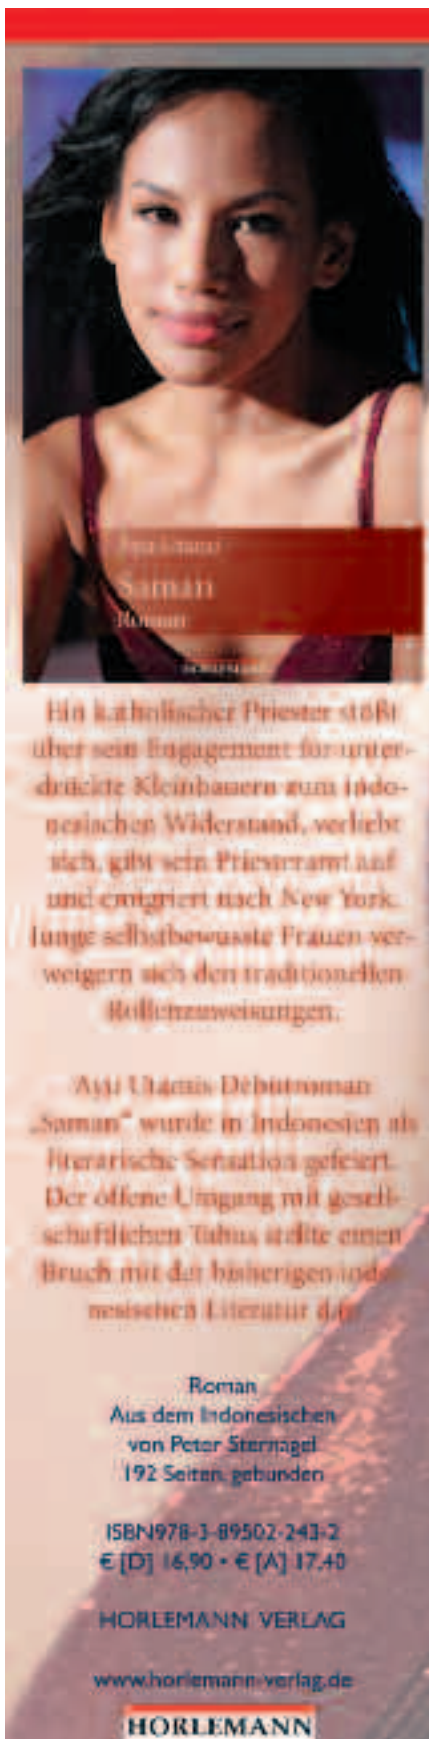 Ayu Utami
Saman
Roman
HORLEMANN
Ein katholischer Priester stößt
über sein Engagement für unter-
drückte Kleinbauern zum indo-
nesischen Widerstand, verliebt
sich, gibt sein Priesteramt auf
und emigriert nach New York.
Junge selbstbewusste Frauen ver-
weigern sich den traditionellen
Rollenzuweisungen.
Ayu Utamis Debütroman
„Saman“ wurde in Indonesien als
literarische Sensation gefeiert.
Der offene Umgang mit gesell-
schaftlichen Tabus stellte einen
Bruch mit der bisherigen indo-
nesischen Literatur dar.
Roman
Aus dem Indonesischen
von Peter Sternagel
192 Seiten, gebunden
ISBN978-3-89502-243-2
€ [D] 16,90 • € [A] 17,40
HORLEMANN VERLAG
www.horlemann-verlag.de
HORLEMANN